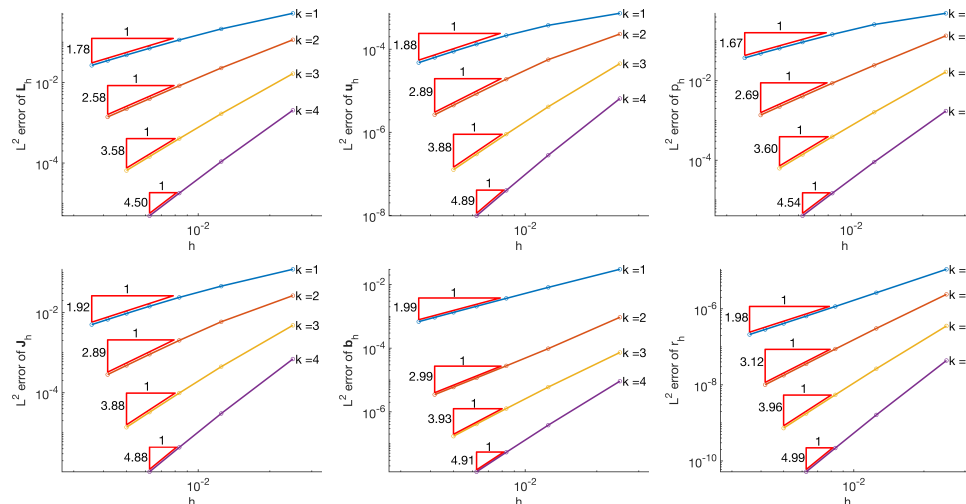 L² error of L_h
10^-2
10^-4
1
1.78
1
2.58
1
3.58
1
4.50
k =1
k =2
k =3
k =4
10^-2
h
L² error of u_h
10^-4
10^-6
10^-8
1
1.88
1
2.89
1
3.88
1
4.89
k =1
k =2
k =3
k =4
10^-2
h
L² error of p_h
10^-2
10^-4
1
1.67
1
2.69
1
3.60
1
4.54
k =
k =
k =
k =
10^-2
h
L² error of J_h
10^-2
10^-4
1
1.92
1
2.89
1
3.88
1
4.88
k =1
k =2
k =3
k =4
10^-2
h
L² error of b_h
10^-2
10^-4
10^-6
1
1.99
1
2.99
1
3.93
1
4.91
k =1
k =2
k =3
k =4
10^-2
h
L² error of r_h
10^-6
10^-8
10^-10
1
1.98
1
3.12
1
3.96
1
4.99
k =
k =
k =
k =
10^-2
h